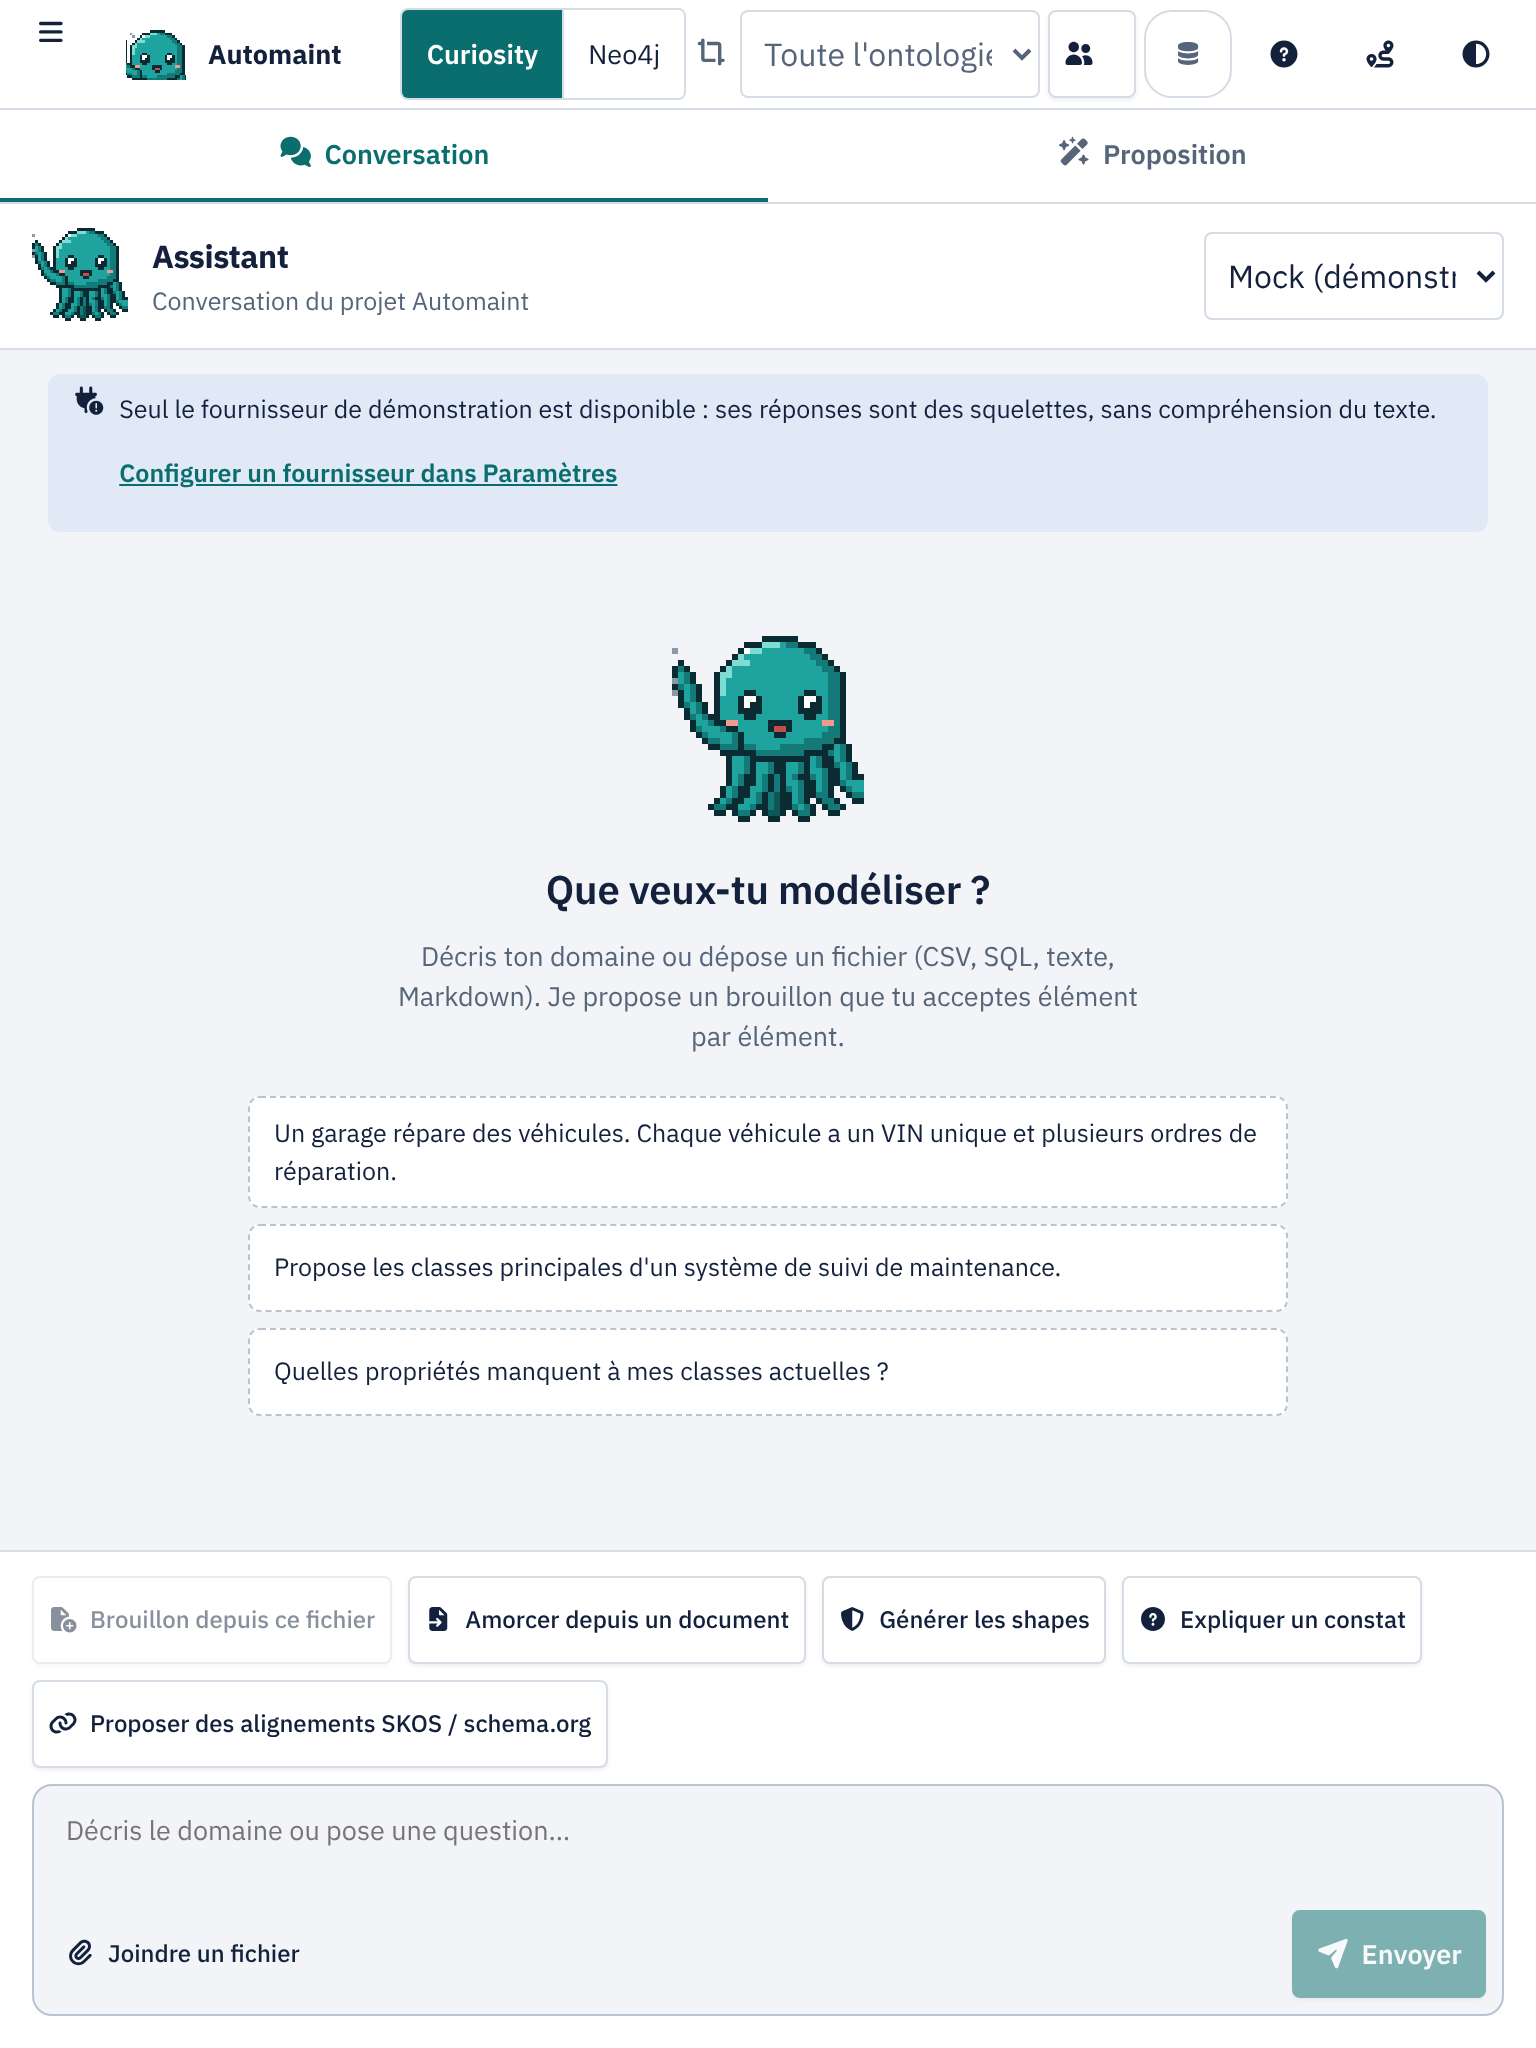 Automaint
Curiosity
Neo4j
Toute l'ontologie
Conversation
Proposition
Assistant
Conversation du projet Automaint
Mock (démonstr
Seul le fournisseur de démonstration est disponible : ses réponses sont des squelettes, sans compréhension du texte.
Configurer un fournisseur dans Paramètres
Que veux-tu modéliser ?
Décris ton domaine ou dépose un fichier (CSV, SQL, texte,
Markdown). Je propose un brouillon que tu acceptes élément
par élément.
Un garage répare des véhicules. Chaque véhicule a un VIN unique et plusieurs ordres de
réparation.
Propose les classes principales d'un système de suivi de maintenance.
Quelles propriétés manquent à mes classes actuelles ?
Brouillon depuis ce fichier
Amorcer depuis un document
Générer les shapes
Expliquer un constat
Proposer des alignements SKOS / schema.org
Décris le domaine ou pose une question...
Joindre un fichier
Envoyer